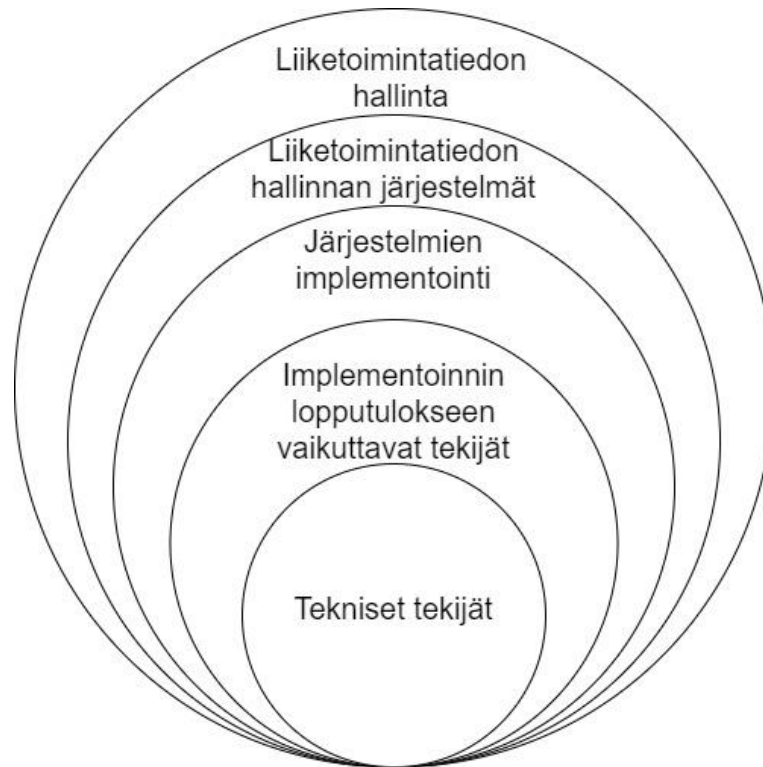 Liiketoimintatiedon
hallinta
Liiketoimintatiedon
hallinnan järjestelmät
Järjestelmien
implementointi
Implementoinnin
lopputulokseen
vaikuttavat tekijät
Tekniset tekijät